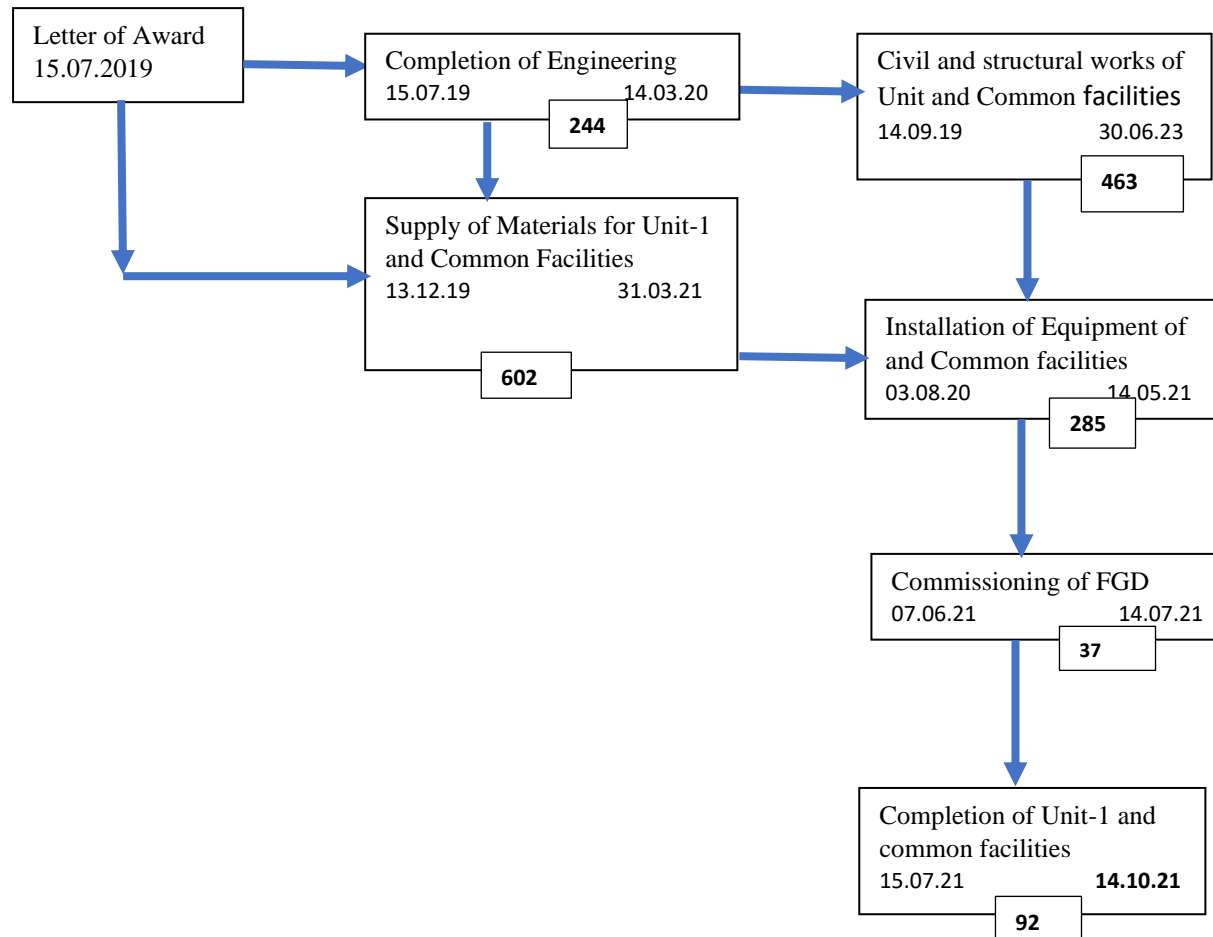 Letter of Award
15.07.2019
Completion of Engineering
15.07.19 14.03.20
244
Civil and structural works of
Unit and Common facilities
14.09.19 30.06.23
463
Supply of Materials for Unit-1
and Common Facilities
13.12.19 31.03.21
602
Installation of Equipment of
and Common facilities
03.08.20 14.05.21
285
Commissioning of FGD
07.06.21 14.07.21
37
Completion of Unit-1 and
common facilities
15.07.21 14.10.21
92